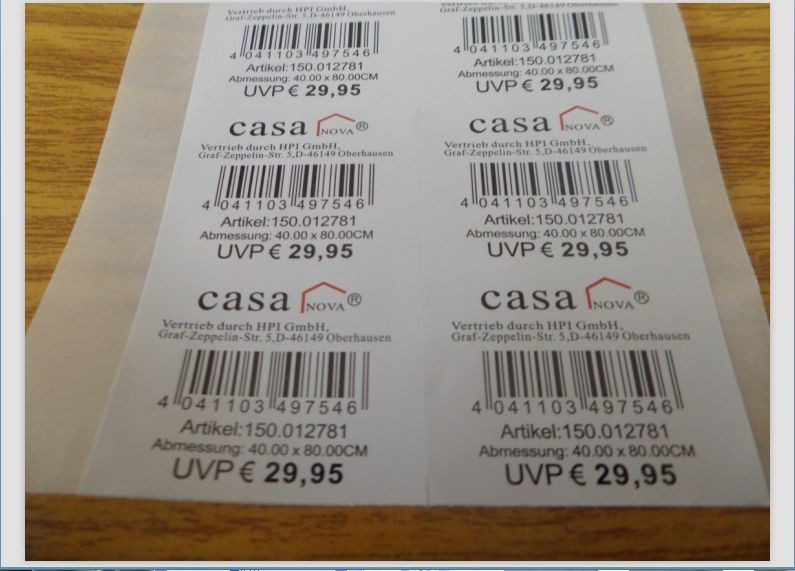 Vertrieb durch HPI GmbH,
Graf-Zeppelin-Str. 5,D-46149 Oberhausen
4 041103 497546
Artikel:150.012781
Abmessung: 40.00 x 80.00CM
UVP € 29,95
Graf-Zeppelin-Str. 5,D-46149 Oberhausen
4 041103 497546
Artikel:150.012781
Abmessung: 40.00 x 80.00CM
UVP € 29,95
casa NOVA®
Vertrieb durch HPI GmbH,
Graf-Zeppelin-Str. 5,D-46149 Oberhausen
4 041103 497546
Artikel:150.012781
Abmessung: 40.00 x 80.00CM
UVP € 29,95
casa NOVA®
Vertrieb durch HPI GmbH,
Graf-Zeppelin-Str. 5,D-46149 Oberhausen
4 041103 497546
Artikel:150.012781
Abmessung: 40.00 x 80.00CM
UVP € 29,95
casa NOVA®
Vertrieb durch HPI GmbH,
Graf-Zeppelin-Str. 5,D-46149 Oberhausen
4 041103 497546
Artikel:150.012781
Abmessung: 40.00 x 80.00CM
UVP € 29,95
casa NOVA®
Vertrieb durch HPI GmbH,
Graf-Zeppelin-Str. 5,D-46149 Oberhausen
4 041103 497546
Artikel:150.012781
Abmessung: 40.00 x 80.00CM
UVP € 29,95